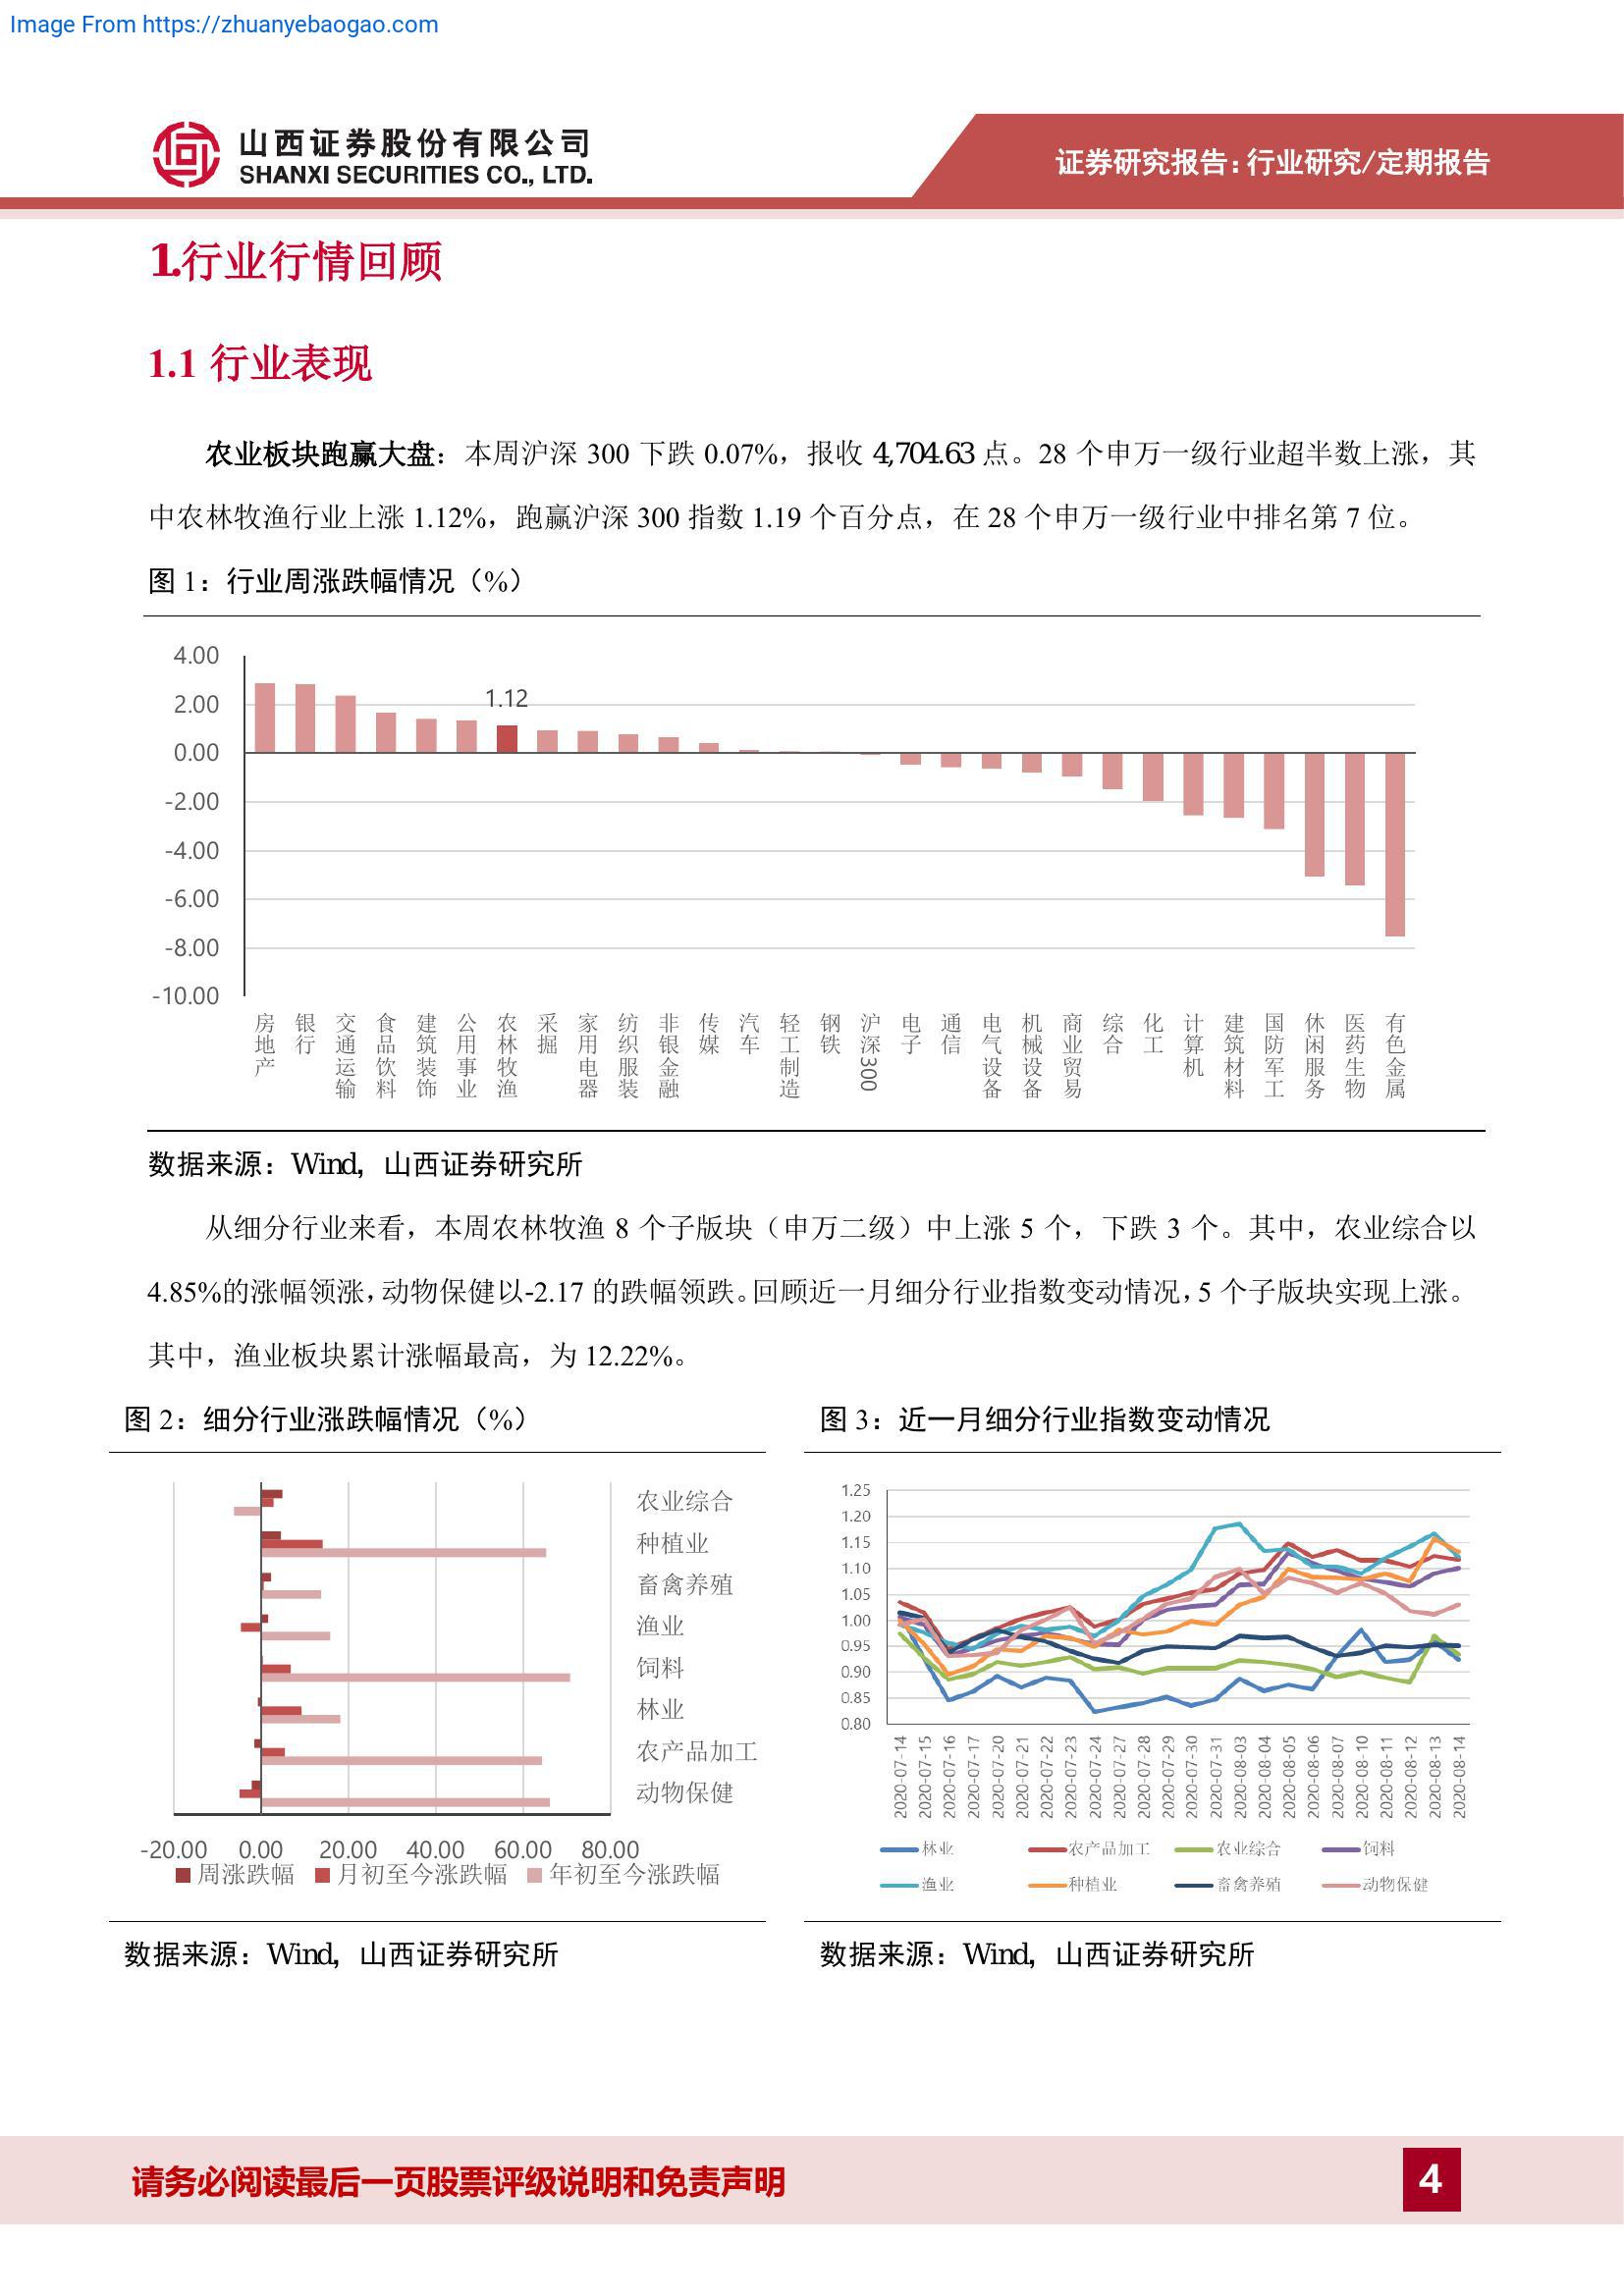 Image From https://zhuanyebaogao.com
山西证券股份有限公司
SHANXI SECURITIES CO., LTD.
证券研究报告：行业研究/定期报告
1.行业行情回顾
1.1 行业表现
农业板块跑赢大盘：本周沪深 300 下跌 0.07%，报收 4,704.63 点。28 个申万一级行业超半数上涨，其
中农林牧渔行业上涨 1.12%，跑赢沪深 300 指数 1.19 个百分点，在 28 个申万一级行业中排名第 7 位。
图 1：行业周涨跌幅情况（%）
4.00
2.00
0.00
-2.00
-4.00
-6.00
-8.00
-10.00
1.12
房地产
银行
交通运输
食品饮料
建筑装饰
公用事业
农林牧渔
采掘
家用电器
纺织服装
非银金融
传媒
汽车
轻工制造
钢铁
沪深300
电子
通信
电气设备
机械设备
商业贸易
综合
化工
计算机
建筑材料
国防军工
休闲服务
医药生物
有色金属
数据来源：Wind，山西证券研究所
从细分行业来看，本周农林牧渔 8 个子版块（申万二级）中上涨 5 个，下跌 3 个。其中，农业综合以
4.85%的涨幅领涨，动物保健以-2.17 的跌幅领跌。回顾近一月细分行业指数变动情况，5 个子版块实现上涨。
其中，渔业板块累计涨幅最高，为 12.22%。
图 2：细分行业涨跌幅情况（%）
农业综合
种植业
畜禽养殖
渔业
饲料
林业
农产品加工
动物保健
-20.00 0.00 20.00 40.00 60.00 80.00
周涨跌幅 月初至今涨跌幅 年初至今涨跌幅
数据来源：Wind，山西证券研究所
图 3：近一月细分行业指数变动情况
1.25
1.20
1.15
1.10
1.05
1.00
0.95
0.90
0.85
0.80
2020-07-14
2020-07-15
2020-07-16
2020-07-17
2020-07-20
2020-07-21
2020-07-22
2020-07-23
2020-07-24
2020-07-27
2020-07-28
2020-07-29
2020-07-30
2020-07-31
2020-08-03
2020-08-04
2020-08-05
2020-08-06
2020-08-07
2020-08-10
2020-08-11
2020-08-12
2020-08-13
2020-08-14
林业 农产品加工 农业综合 饲料
渔业 种植业 畜禽养殖 动物保健
数据来源：Wind，山西证券研究所
请务必阅读最后一页股票评级说明和免责声明
4